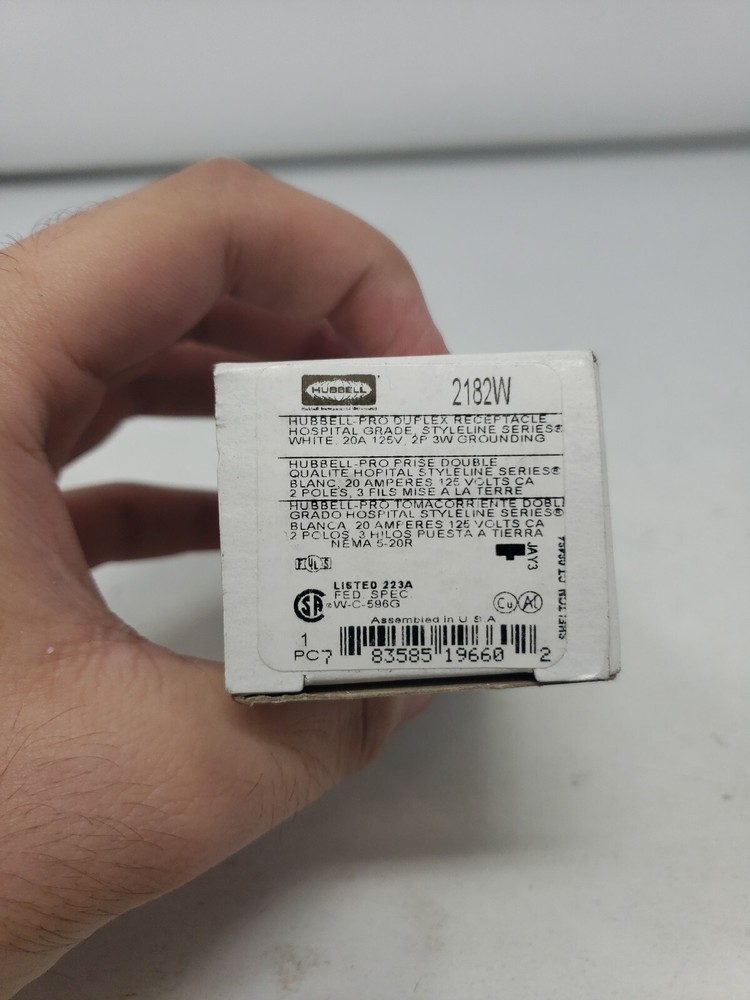 HUBBELL
2182W
HUBBELL-PRO DUPLEX RECEPTACLE
HOSPITAL GRADE, STYLELINE SERIES®
WHITE, 20A 125V, 2P 3W GROUNDING
HUBBELL-PRO PRISE DOUBLE
QUALITE HOPITAL STYLELINE SERIES®
BLANC, 20 AMPERES 125 VOLTS CA
2 POLES, 3 FILS MISE A LA TERRE
HUBBELL-PRO TOMACORRIENTE DOBL
GRADO HOSPITAL STYLELINE SERIES®
BLANCA, 20 AMPERES 125 VOLTS CA
2 POLOS, 3 HILOS PUESTA A TIERRA
NEMA 5-20R
JAY3
LISTED 223A
FED SPEC
W-C-596G
Cu Al
Assembled in U S A
1
PC
7 83585 19660 2
SHELTON, CT 06484